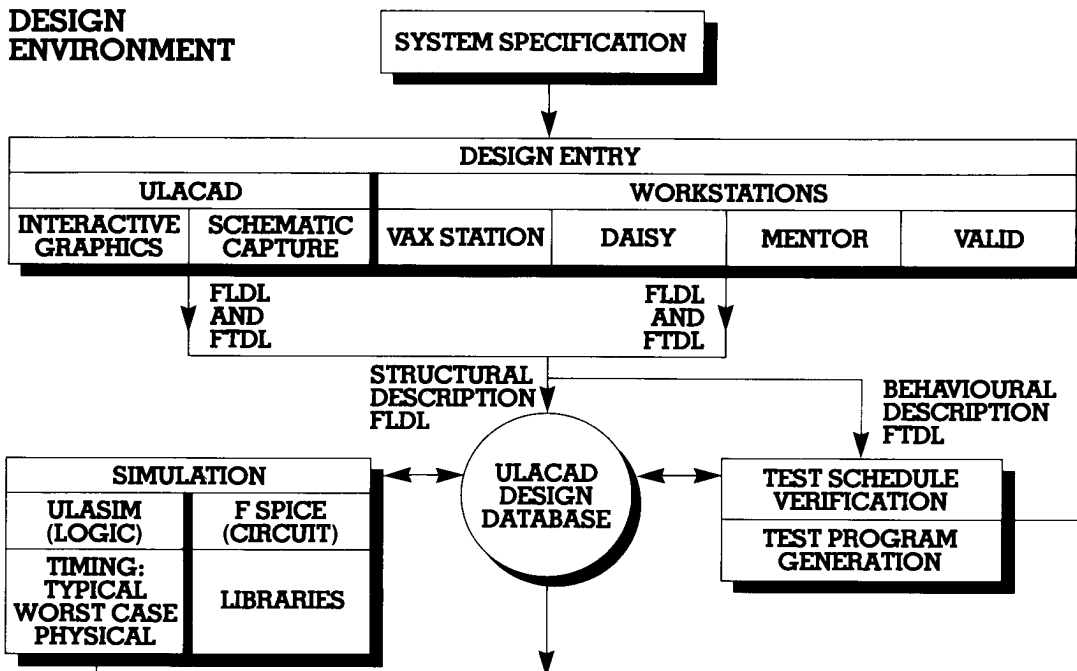 DESIGN
ENVIRONMENT
SYSTEM SPECIFICATION
DESIGN ENTRY
ULACAD
WORKSTATIONS
INTERACTIVE
GRAPHICS
SCHEMATIC
CAPTURE
VAX STATION
DAISY
MENTOR
VALID
FLDL
AND
FTDL
FLDL
AND
FTDL
STRUCTURAL
DESCRIPTION
FLDL
BEHAVIOURAL
DESCRIPTION
FTDL
SIMULATION
ULASIM
(LOGIC)
F SPICE
(CIRCUIT)
TIMING:
TYPICAL
WORST CASE
PHYSICAL
LIBRARIES
ULACAD
DESIGN
DATABASE
TEST SCHEDULE
VERIFICATION
TEST PROGRAM
GENERATION